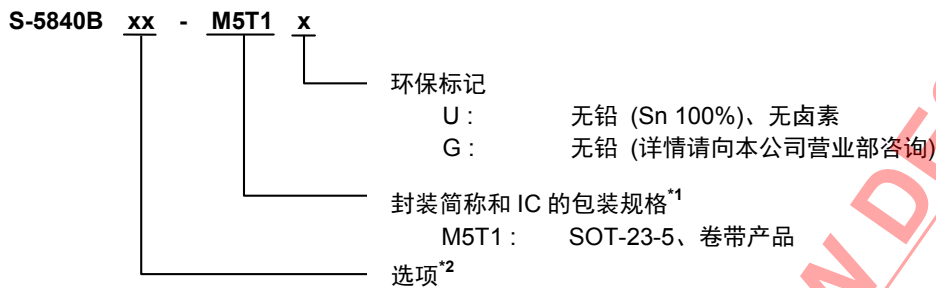 S-5840B xx - M5T1 x
环保标记
U : 无铅 (Sn 100%)、无卤素
G : 无铅 (详情请向本公司营业部咨询)
封装简称和 IC 的包装规格*1
M5T1 : SOT-23-5、卷带产品
选项*2